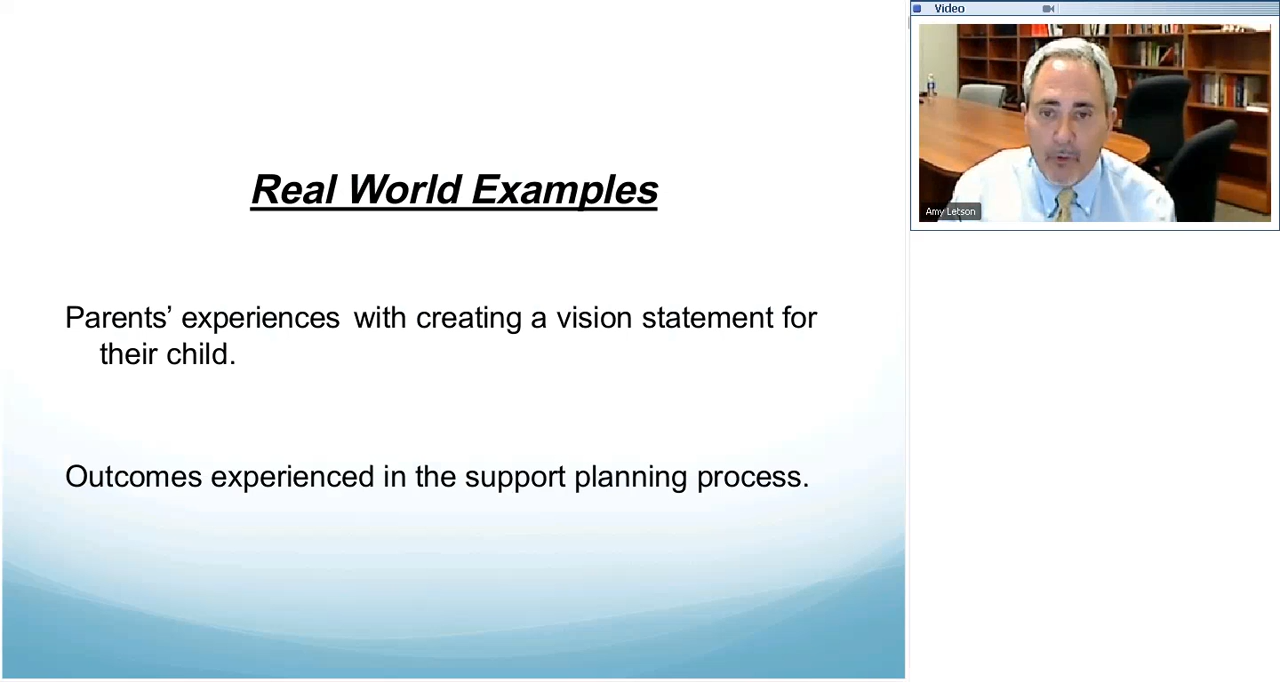 Video
Real World Examples
Parents’ experiences with creating a vision statement for
their child.
Outcomes experienced in the support planning process.
Amy Letson